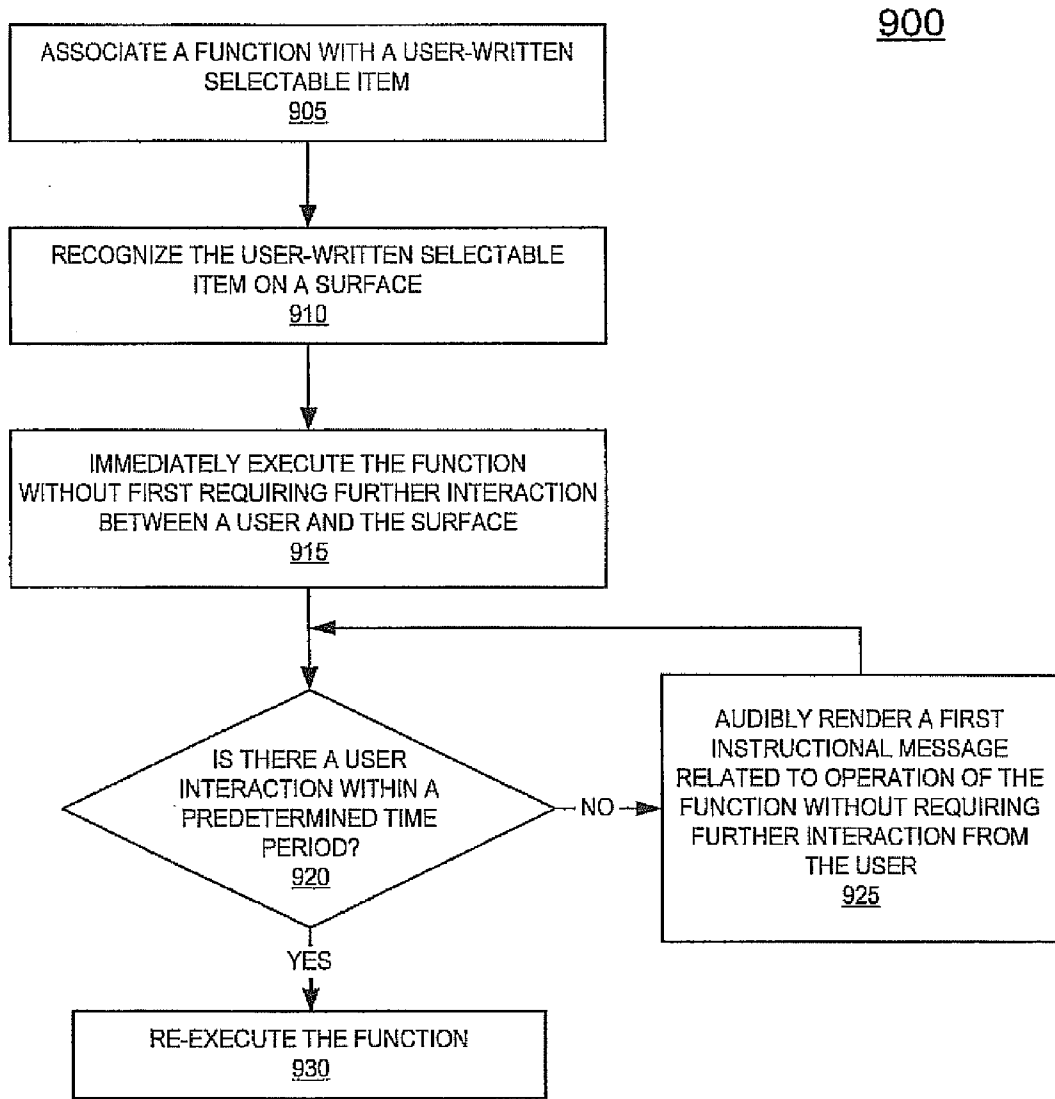 900
ASSOCIATE A FUNCTION WITH A USER-WRITTEN
SELECTABLE ITEM
905
RECOGNIZE THE USER-WRITTEN SELECTABLE
ITEM ON A SURFACE
910
IMMEDIATELY EXECUTE THE FUNCTION
WITHOUT FIRST REQUIRING FURTHER INTERACTION
BETWEEN A USER AND THE SURFACE
915
IS THERE A USER
INTERACTION WITHIN A
PREDETERMINED TIME
PERIOD?
920
NO
AUDIBLY RENDER A FIRST
INSTRUCTIONAL MESSAGE
RELATED TO OPERATION OF THE
FUNCTION WITHOUT REQUIRING
FURTHER INTERACTION FROM
THE USER
925
YES
RE-EXECUTE THE FUNCTION
930